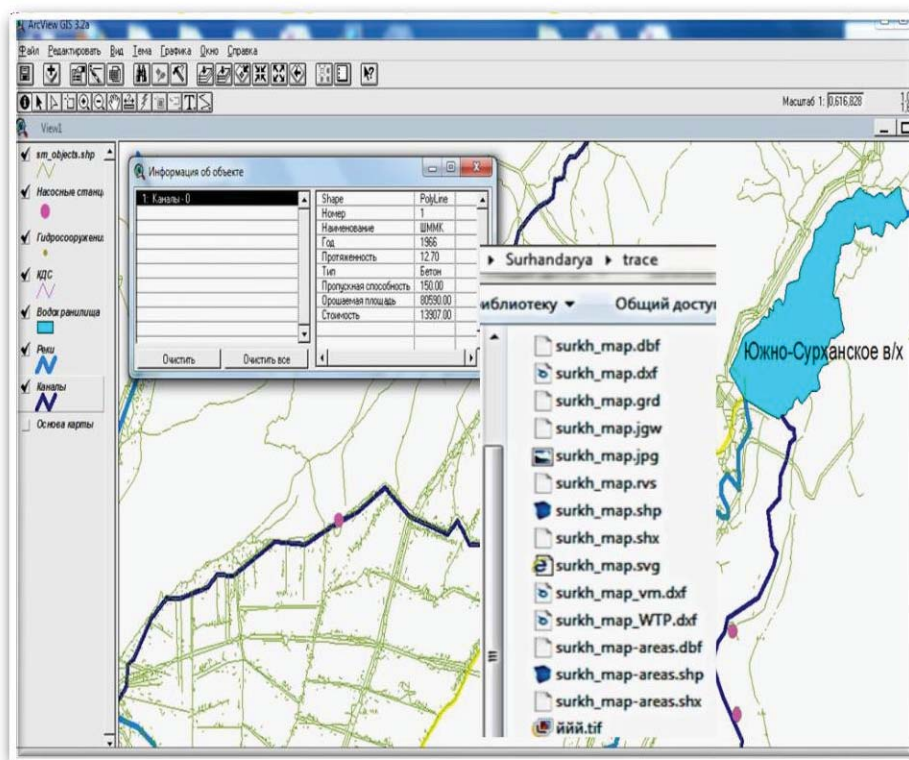 ArcView GIS 3.2a
Файл Редактировать Вид Тема Графика Окно Справка
Масштаб 1: 0,616,828
View1
sm_objects.shp
Насосные станц
Гидросооружени
КДС
Водохранилища
Реки
Каналы
Основа карты
Информация об объекте
1: Каналы - 0
Shape PolyLine
Номер 1
Наименование ШММК
Год 1966
Протяженность 12.70
Тип Бетон
Пропускная способность 150.00
Орошаемая площадь 80590.00
Стоимость 13907.00
Очистить Очистить все
Surhandarya trace
иблиотеку Общий досту
surkh_map.dbf
surkh_map.dxf
surkh_map.grd
surkh_map.jgw
surkh_map.jpg
surkh_map.rvs
surkh_map.shp
surkh_map.shx
surkh_map.svg
surkh_map_vm.dxf
surkh_map_WTP.dxf
surkh_map-areas.dbf
surkh_map-areas.shp
surkh_map-areas.shx
ййй.tif
Южно-Сурханское в/х